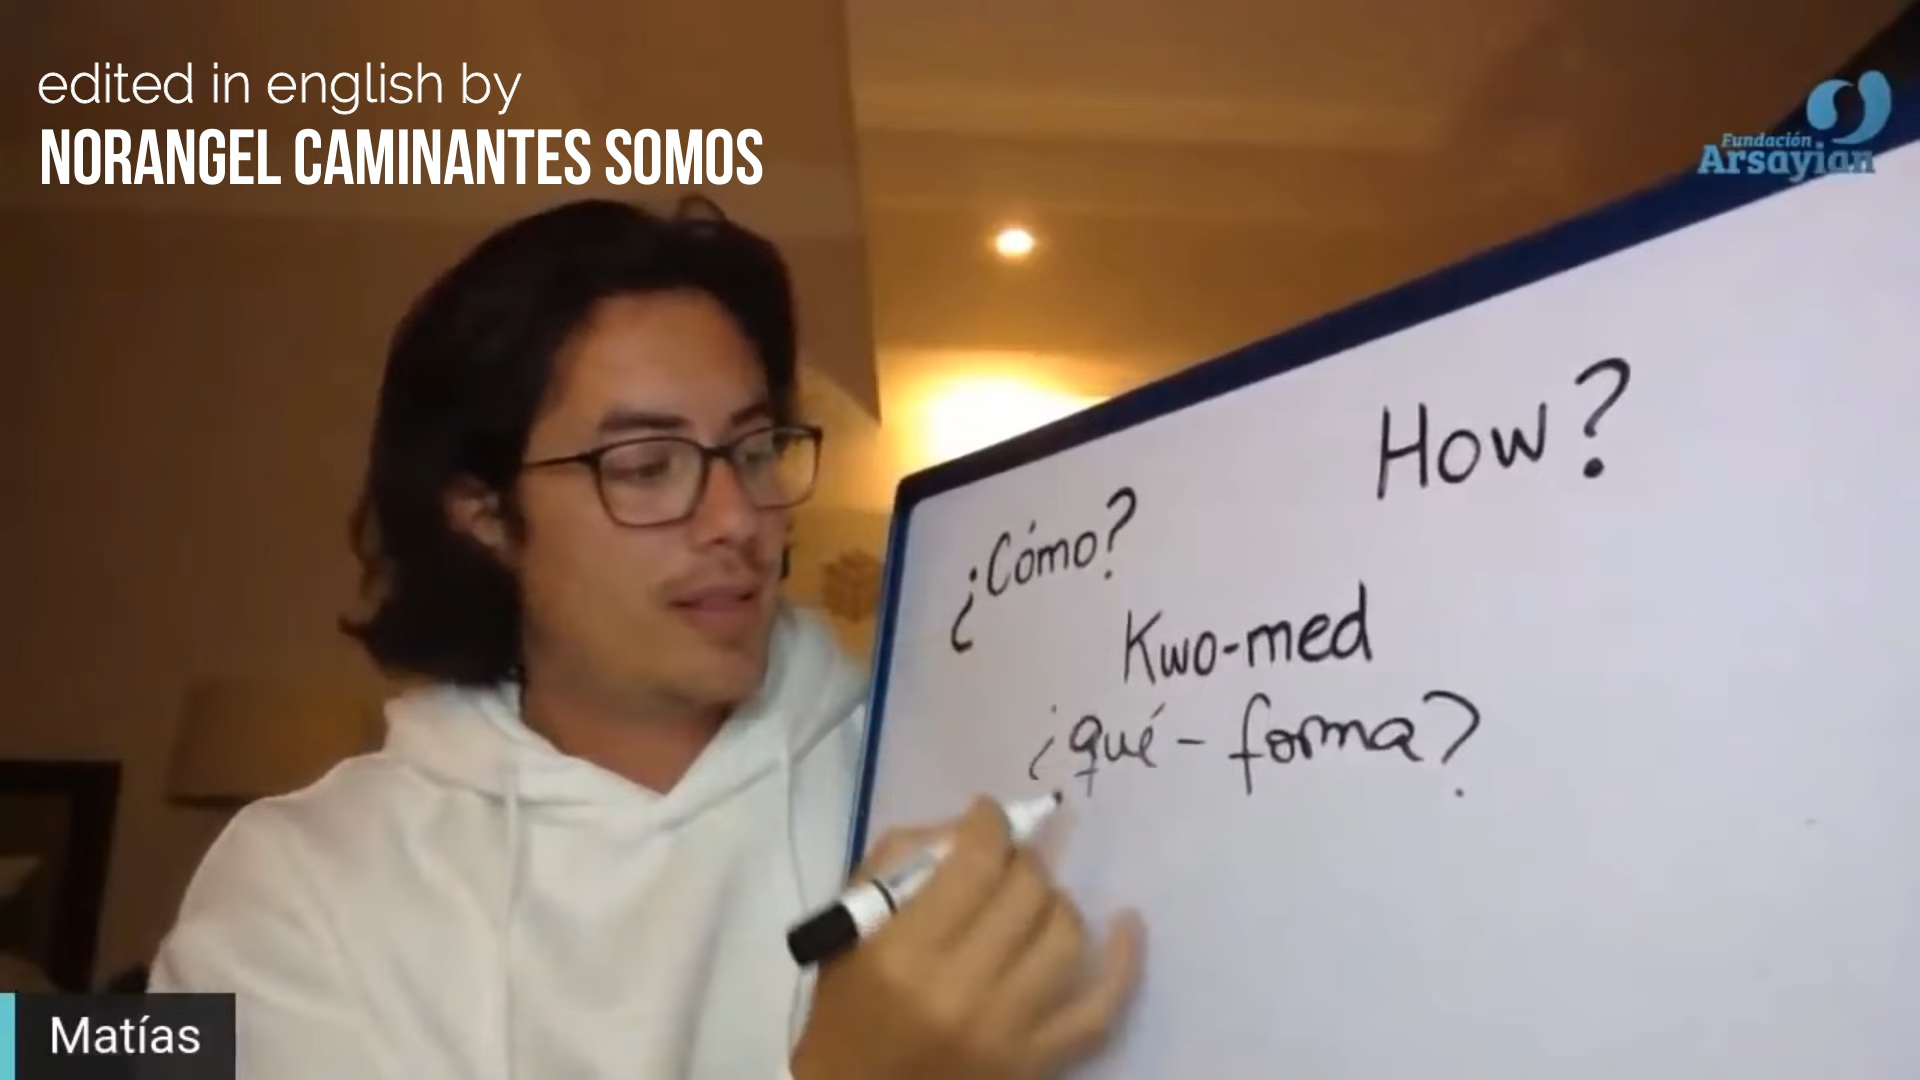 edited in english by
NORANGEL CAMINANTES SOMOS
Fundación
Arsayian
How?
¿Cómo?
Kwo-med
¿qué-forma?
Matías